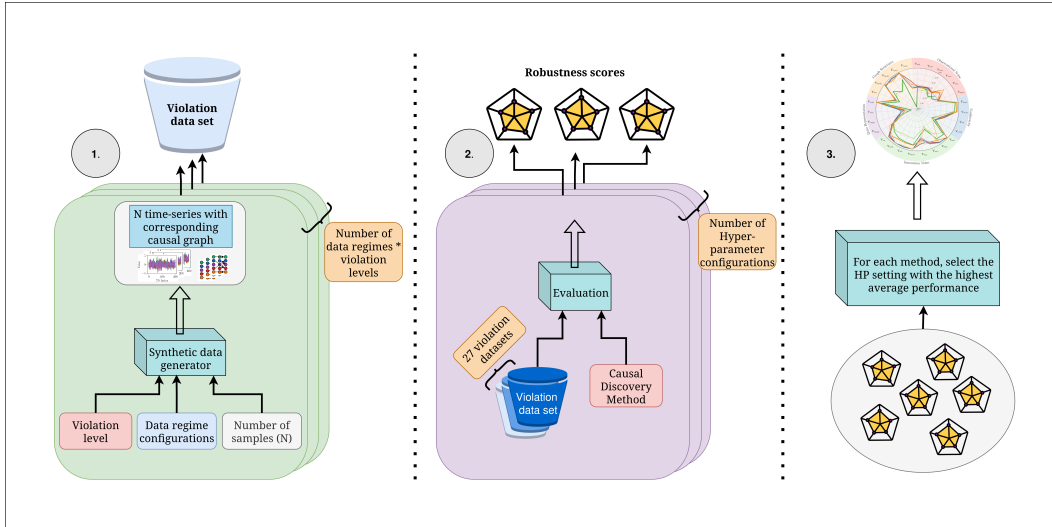 1.
Violation
data set
N time-series with
corresponding
causal graph
Number of
data regimes *
violation
levels
Synthetic data
generator
Violation
level
Data regime
configurations
Number of
samples (N)
2.
Robustness scores
Number of
Hyper-
parameter
configurations
Evaluation
27 violation
datasets
Violation
data set
Causal
Discovery
Method
3.
For each method, select the
HP setting with the highest
average performance